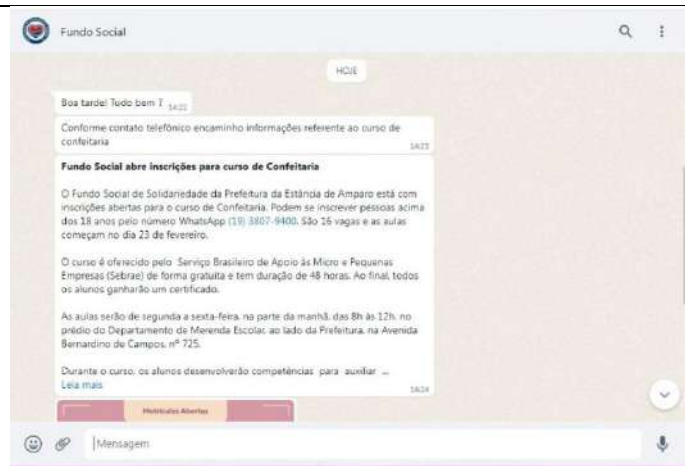 Fundo Social
HOJE
Boa tarde! Tudo bem ? 14:22
Conforme contato telefônico encaminho informações referente ao curso de
confeitaria 14:23
Fundo Social abre inscrições para curso de Confeitaria
O Fundo Social de Solidariedade da Prefeitura da Estância de Amparo está com
inscrições abertas para o curso de Confeitaria. Podem se inscrever pessoas acima
dos 18 anos pelo número WhatsApp (19) 3807-9400. São 16 vagas e as aulas
começam no dia 23 de fevereiro.
O curso é oferecido pelo Serviço Brasileiro de Apoio às Micro e Pequenas
Empresas (Sebrae) de forma gratuita e tem duração de 48 horas. Ao final, todos
os alunos ganharão um certificado.
As aulas serão de segunda a sexta-feira, na parte da manhã, das 8h às 12h, no
prédio do Departamento de Merenda Escolar, ao lado da Prefeitura, na Avenida
Bernardino de Campos, nº 725.
Durante o curso, os alunos desenvolverão competências para auxiliar ...
Leia mais 14:24
Matrículas Abertas
Mensagem